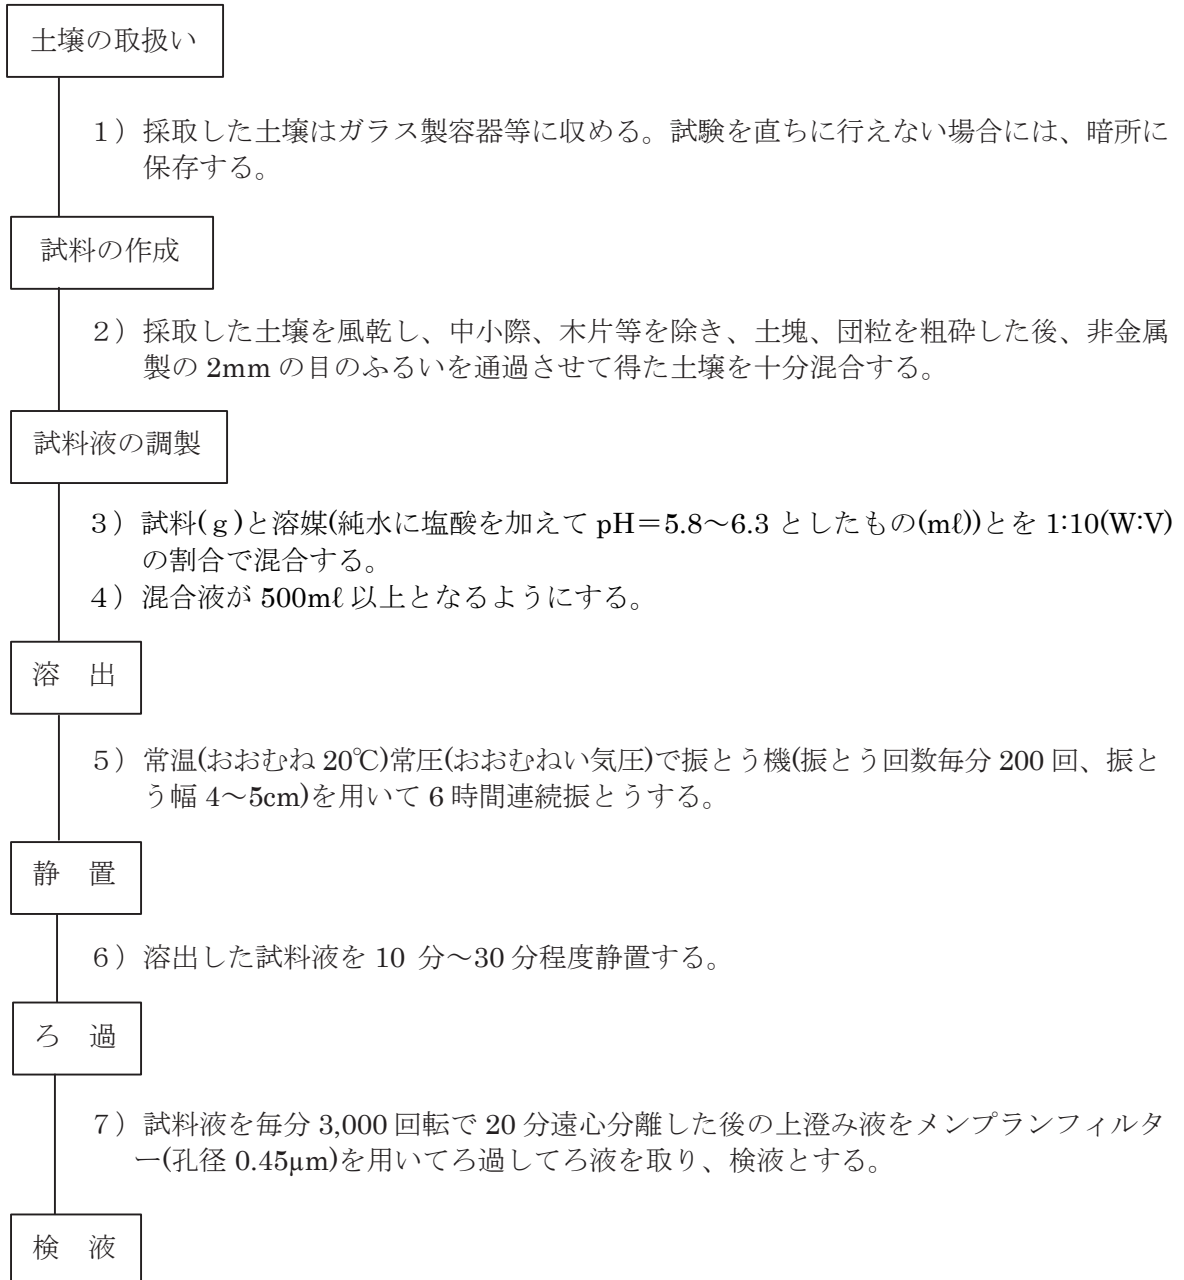 土壌の取扱い
1）採取した土壌はガラス製容器等に収める。試験を直ちに行えない場合には、暗所に
保存する。
試料の作成
2）採取した土壌を風乾し、中小際、木片等を除き、土塊、団粒を粗砕した後、非金属
製の 2mm の目のふるいを通過させて得た土壌を十分混合する。
試料液の調製
3）試料(ｇ)と溶媒(純水に塩酸を加えて pH＝5.8～6.3 としたもの(mℓ))とを 1:10(W:V)
の割合で混合する。
4）混合液が 500mℓ 以上となるようにする。
溶　出
5）常温(おおむね 20℃)常圧(おおむねい気圧)で振とう機(振とう回数毎分 200 回、振と
う幅 4～5cm)を用いて 6 時間連続振とうする。
静　置
6）溶出した試料液を 10 分～30 分程度静置する。
ろ　過
7）試料液を毎分 3,000 回転で 20 分遠心分離した後の上澄み液をメンプランフィルタ
ー(孔径 0.45μm)を用いてろ過してろ液を取り、検液とする。
検　液